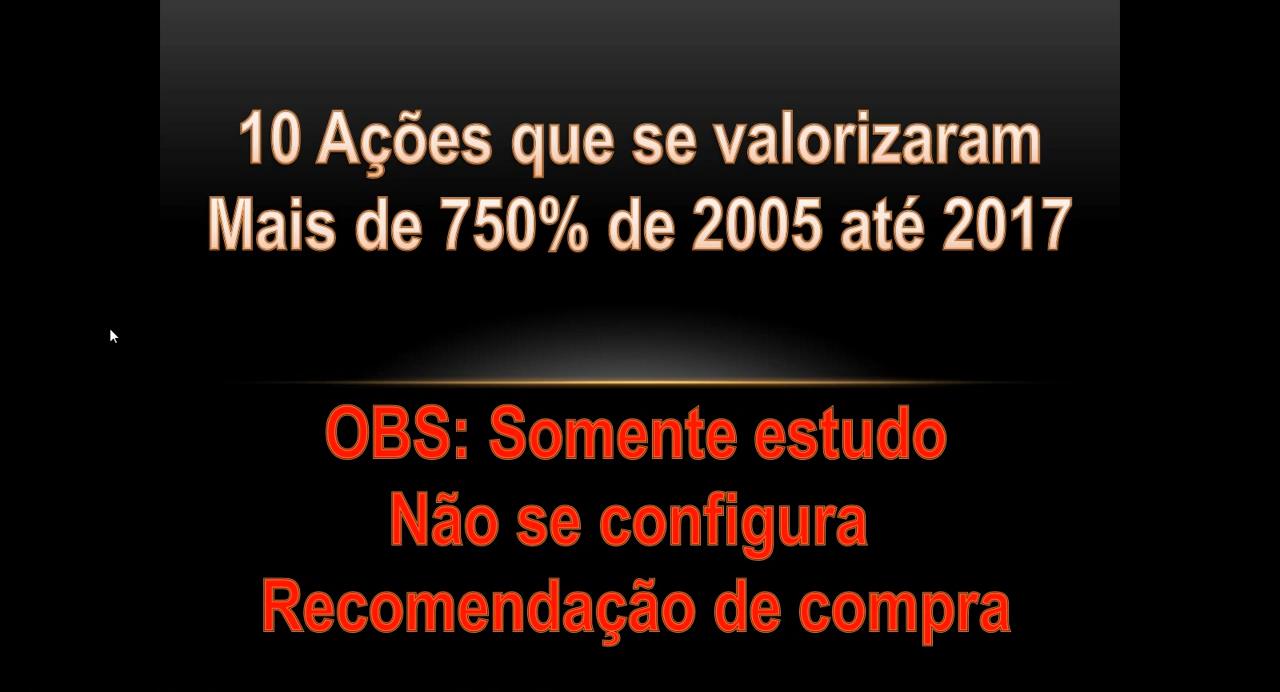 10 Ações que se valorizaram
Mais de 750% de 2005 até 2017
OBS: Somente estudo
Não se configura
Recomendação de compra